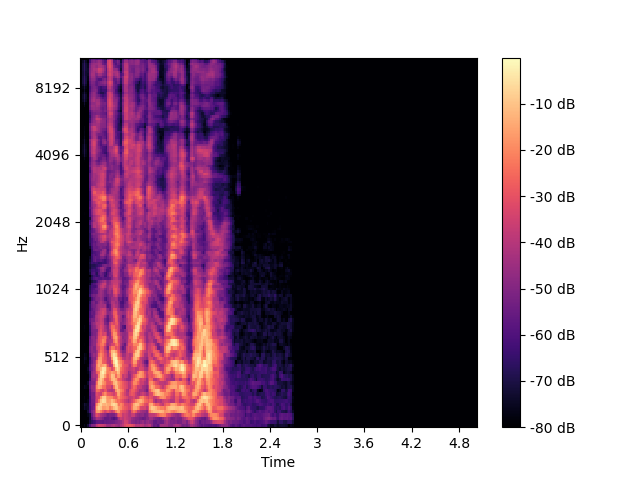 8192
4096
2048
1024
512
0
Hz
0 0.6 1.2 1.8 2.4 3 3.6 4.2 4.8
Time
-10 dB
-20 dB
-30 dB
-40 dB
-50 dB
-60 dB
-70 dB
-80 dB